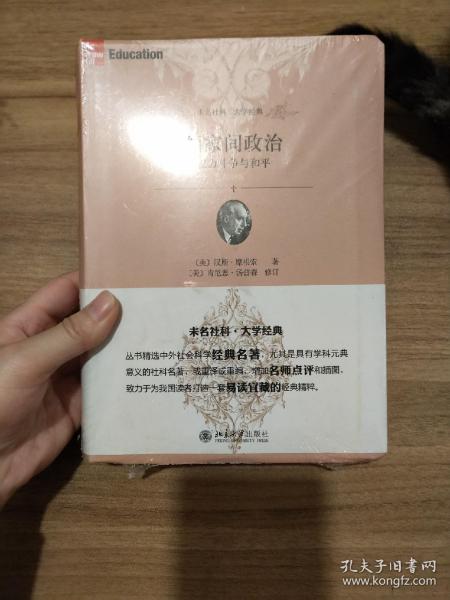 Education
未名社科·大学经典
国家间政治
权力斗争与和平
〔美〕汉斯·摩根索 著
〔美〕肯尼思·汤普森 修订
未名社科·大学经典
丛书精选中外社会科学经典名著，尤其是具有学科元典
意义的社科名著，或重译或重编，增加名师点评和插图，
致力于为我国读者打造一套易读宜藏的经典精粹。
北京大学出版社
PEKING UNIVERSITY PRESS
孔夫子旧书网
www.kongfz.com